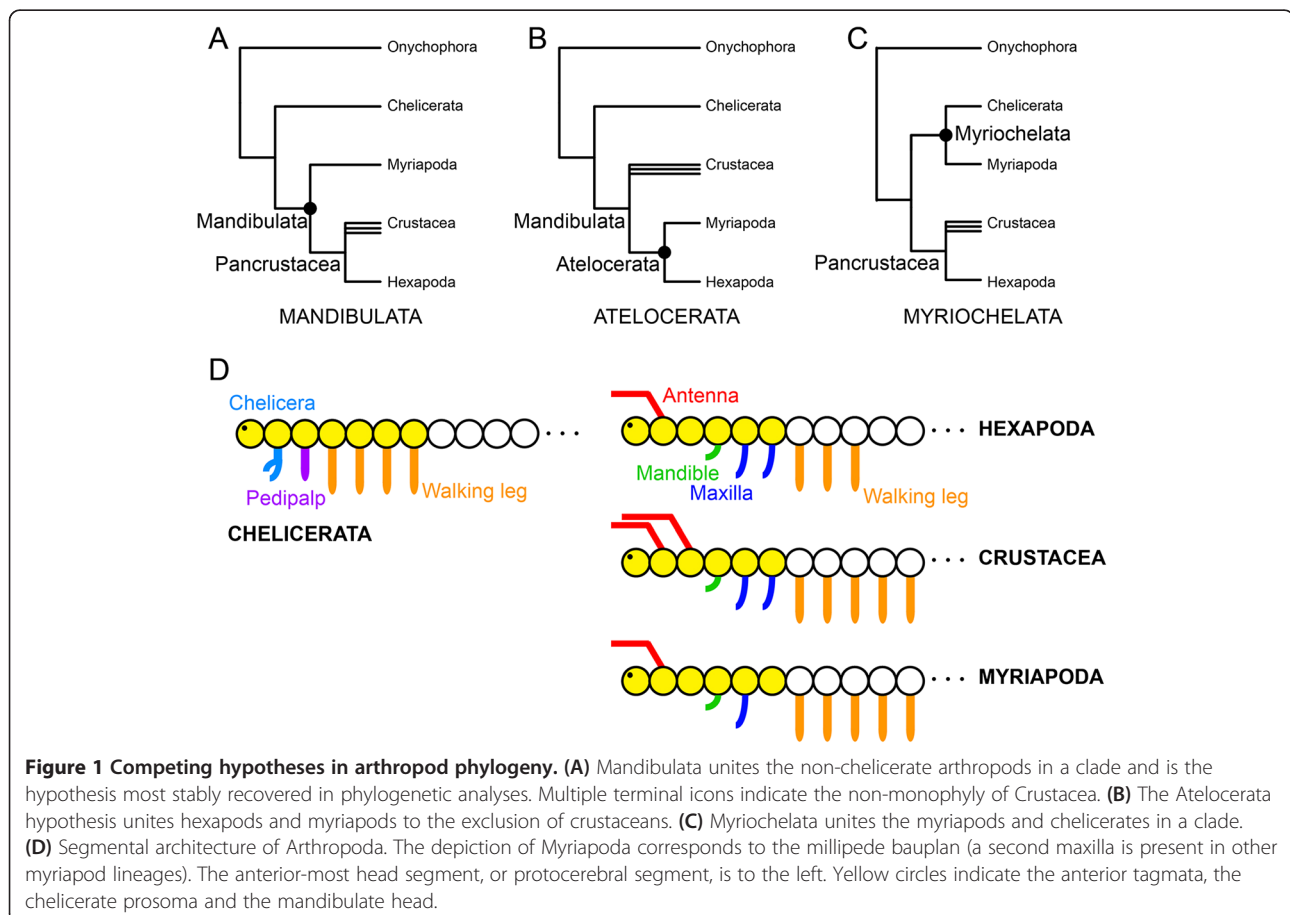 A
Onychophora
Chelicerata
Myriapoda
Mandibulata
Crustacea
Pancrustacea
Hexapoda
MANDIBULATA
B
Onychophora
Chelicerata
Crustacea
Mandibulata
Myriapoda
Atelocerata
Hexapoda
ATELOCERATA
C
Onychophora
Chelicerata
Myriochelata
Myriapoda
Crustacea
Pancrustacea
Hexapoda
MYRIOCHELATA
D
Chelicera
Pedipalp
Walking leg
CHELICERATA
...
Antenna
... HEXAPODA
Mandible
Maxilla
Walking leg
... CRUSTACEA
... MYRIAPODA
Figure 1 Competing hypotheses in arthropod phylogeny. (A) Mandibulata unites the non-chelicerate arthropods in a clade and is the
hypothesis most stably recovered in phylogenetic analyses. Multiple terminal icons indicate the non-monophyly of Crustacea. (B) The Atelocerata
hypothesis unites hexapods and myriapods to the exclusion of crustaceans. (C) Myriochelata unites the myriapods and chelicerates in a clade.
(D) Segmental architecture of Arthropoda. The depiction of Myriapoda corresponds to the millipede bauplan (a second maxilla is present in other
myriapod lineages). The anterior-most head segment, or protocerebral segment, is to the left. Yellow circles indicate the anterior tagmata, the
chelicerate prosoma and the mandibulate head.